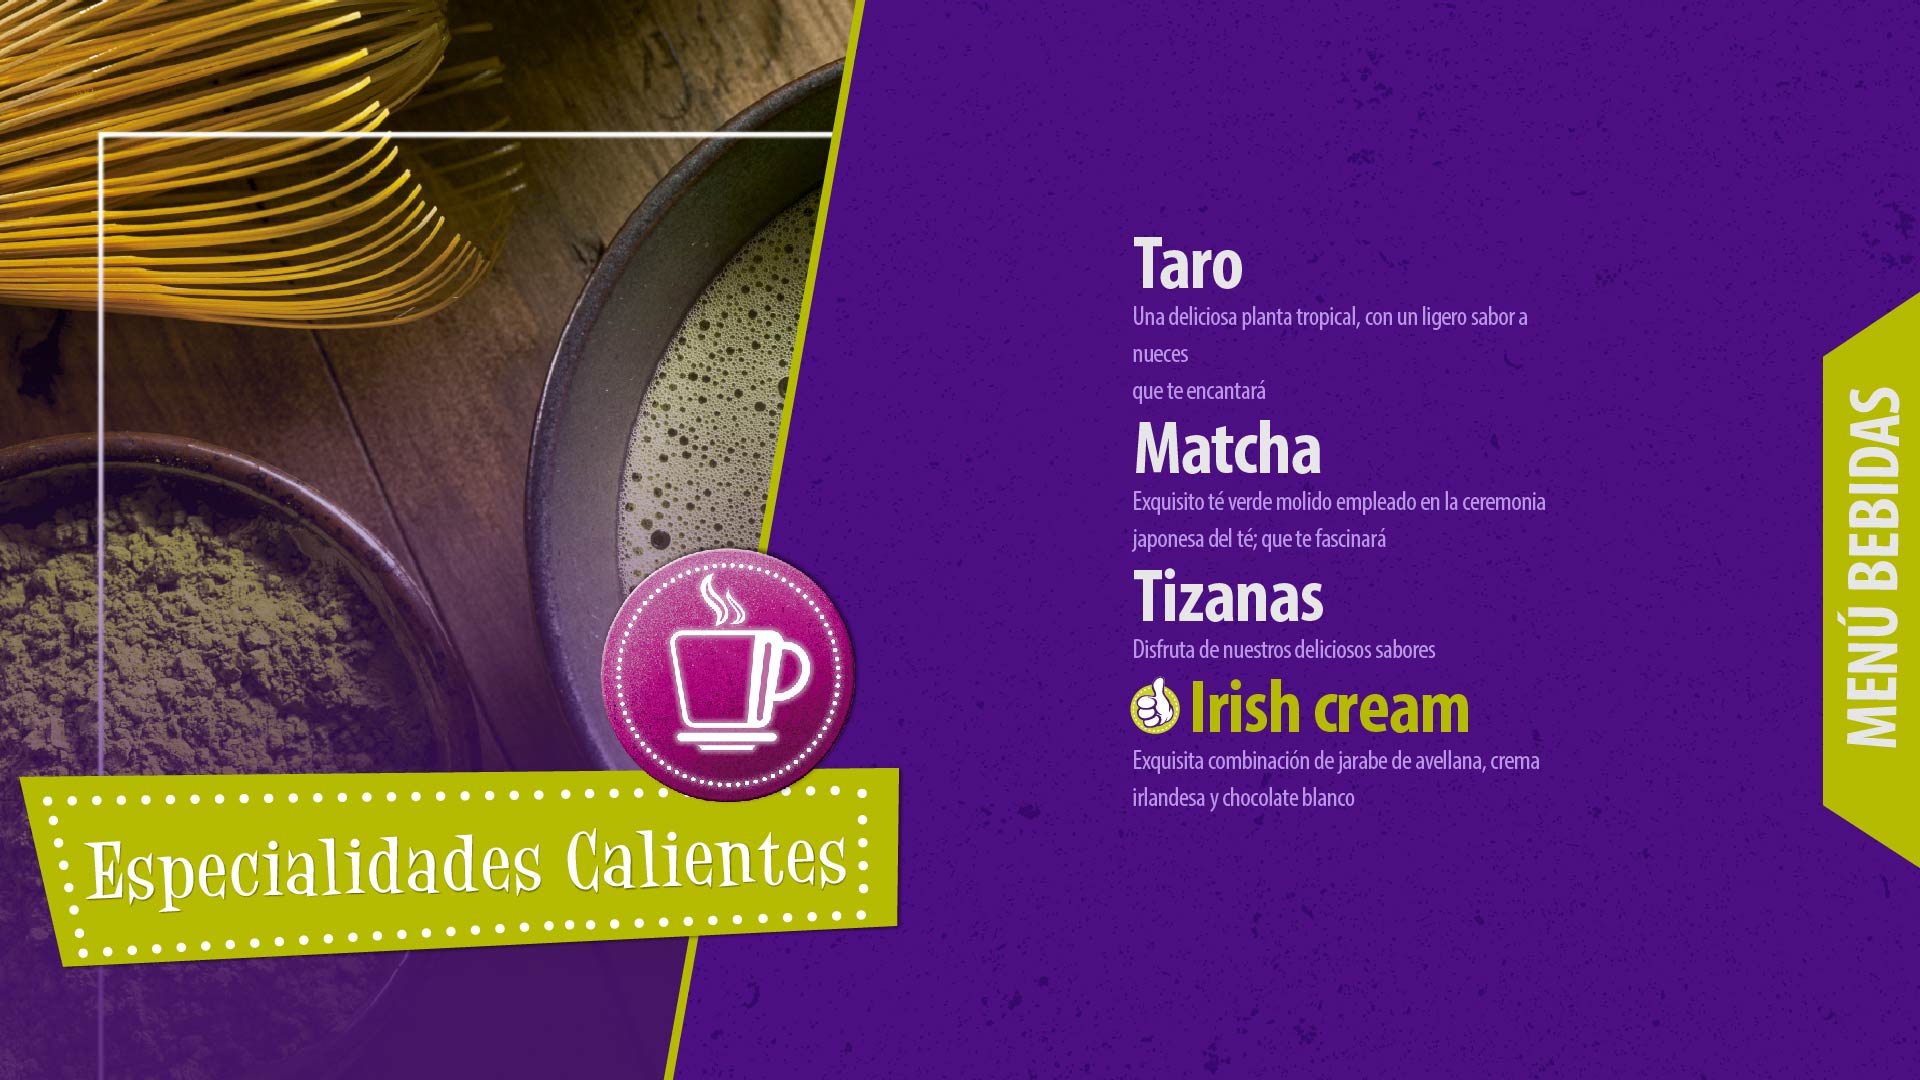 Taro
Una deliciosa planta tropical, con un ligero sabor a
nueces
que te encantará
Matcha
Exquisito té verde molido empleado en la ceremonia
japonesa del té; que te fascinará
Tizanas
Disfruta de nuestros deliciosos sabores
Irish cream
Exquisita combinación de jarabe de avellana, crema
irlandesa y chocolate blanco
Especialidades Calientes
MENÚ BEBIDAS